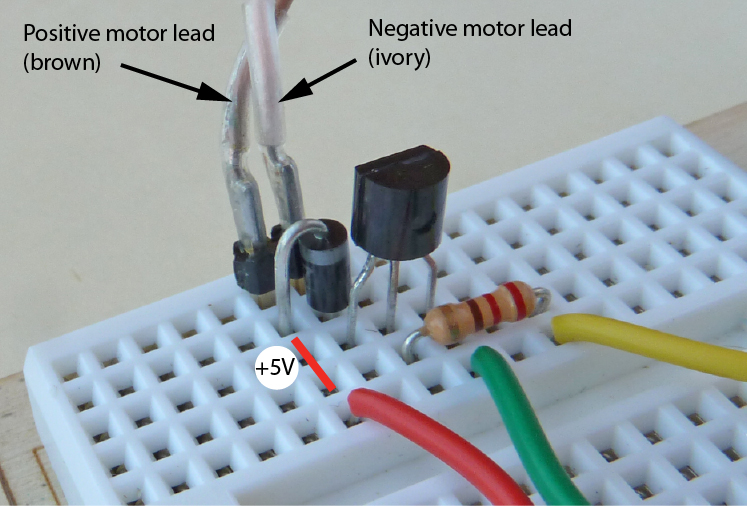 Positive motor lead
(brown)
Negative motor lead
(ivory)
+5V